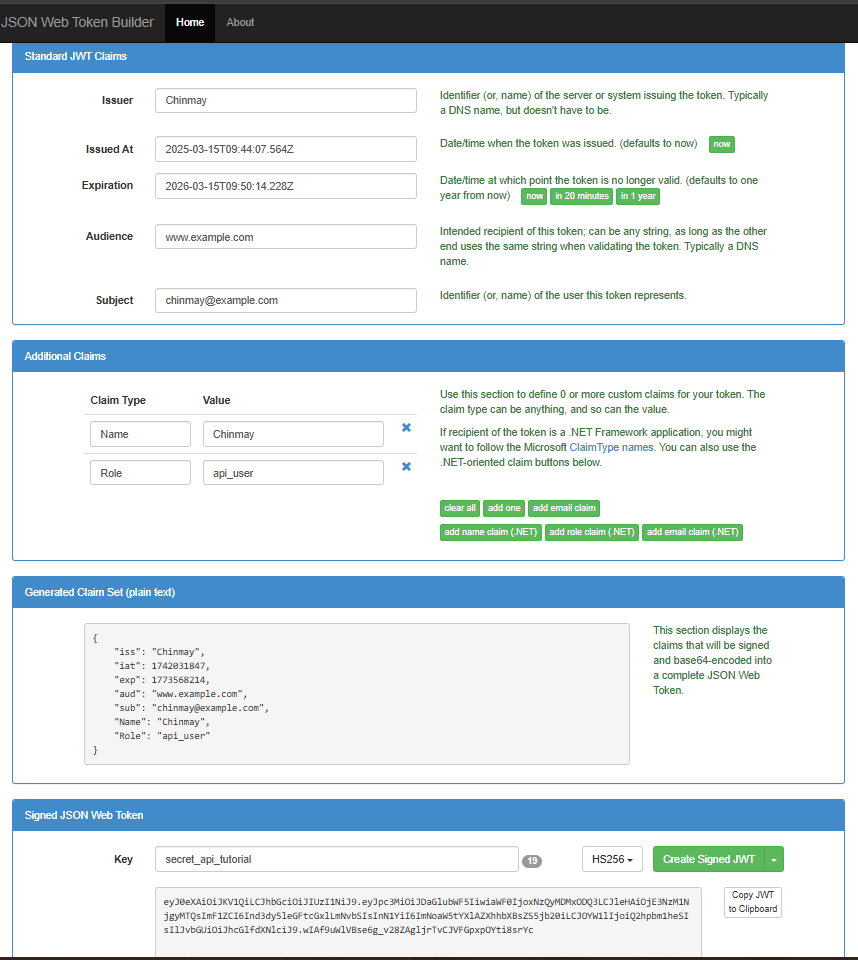 JSON Web Token Builder Home About
Standard JWT Claims
Issuer Chinmay Identifier (or, name) of the server or system issuing the token. Typically
a DNS name, but doesn't have to be.
Issued At 2025-03-15T09:44:07.564Z Date/time when the token was issued. (defaults to now) now
Expiration 2026-03-15T09:50:14.228Z Date/time at which point the token is no longer valid. (defaults to one
year from now) now in 20 minutes in 1 year
Audience www.example.com Intended recipient of this token; can be any string, as long as the other
end uses the same string when validating the token. Typically a DNS
name.
Subject chinmay@example.com Identifier (or, name) of the user this token represents.
Additional Claims
Claim Type Value Use this section to define 0 or more custom claims for your token. The
claim type can be anything, and so can the value.
Name Chinmay If recipient of the token is a .NET Framework application, you might
want to follow the Microsoft ClaimType names. You can also use the
.NET-oriented claim buttons below.
Role api_user
clear all add one add email claim
add name claim (.NET) add role claim (.NET) add email claim (.NET)
Generated Claim Set (plain text)
{
"iss": "Chinmay",
"iat": 1742031847,
"exp": 1773568214,
"aud": "www.example.com",
"sub": "chinmay@example.com",
"Name": "Chinmay",
"Role": "api_user"
}
This section displays the
claims that will be signed
and base64-encoded into
a complete JSON Web
Token.
Signed JSON Web Token
Key secret_api_tutorial 19 HS256 Create Signed JWT
eyJ0eXAiOiJKV1QiLCJhbGciOiJIUzI1NiJ9.eyJpc3MiOiJDaGlubWF5IiwiaWF0IjoxNzQyMDMxODQ3LCJleHAiOjE3NzM1N
jgyMTQsImF1ZCI6Ind3dy5leGFtcGxlLmNvbSIsInN1YiI6ImNoaW5tYXlAZXhhbXBsZS5jb20iLCJOYW1lIjoiQ2hpbm1heSI
sIlJvbGUiOiJhcGlfdXNlciJ9.wIAf9uWlVBse6g_v28ZAgljrTvCJVFGpxpOYti8srYc
Copy JWT
to Clipboard